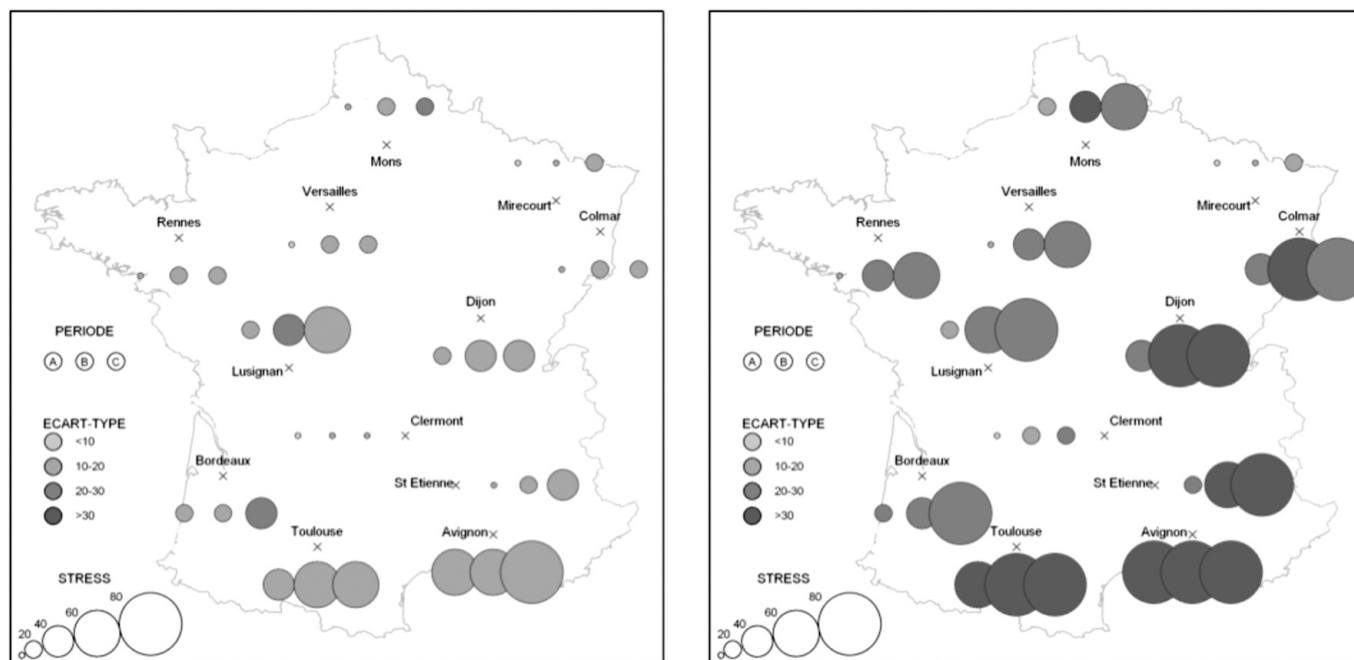 Mons
Versailles
Mirecourt
Rennes
Colmar
Dijon
PERIODE
A B C
Lusignan
ECART-TYPE
<10
10-20
20-30
>30
Clermont
Bordeaux
St Etienne
Toulouse
Avignon
STRESS
0 20 40 60 80
Mons
Versailles
Mirecourt
Rennes
Colmar
Dijon
PERIODE
A B C
Lusignan
ECART-TYPE
<10
10-20
20-30
>30
Clermont
Bordeaux
St Etienne
Toulouse
Avignon
STRESS
0 20 40 60 80